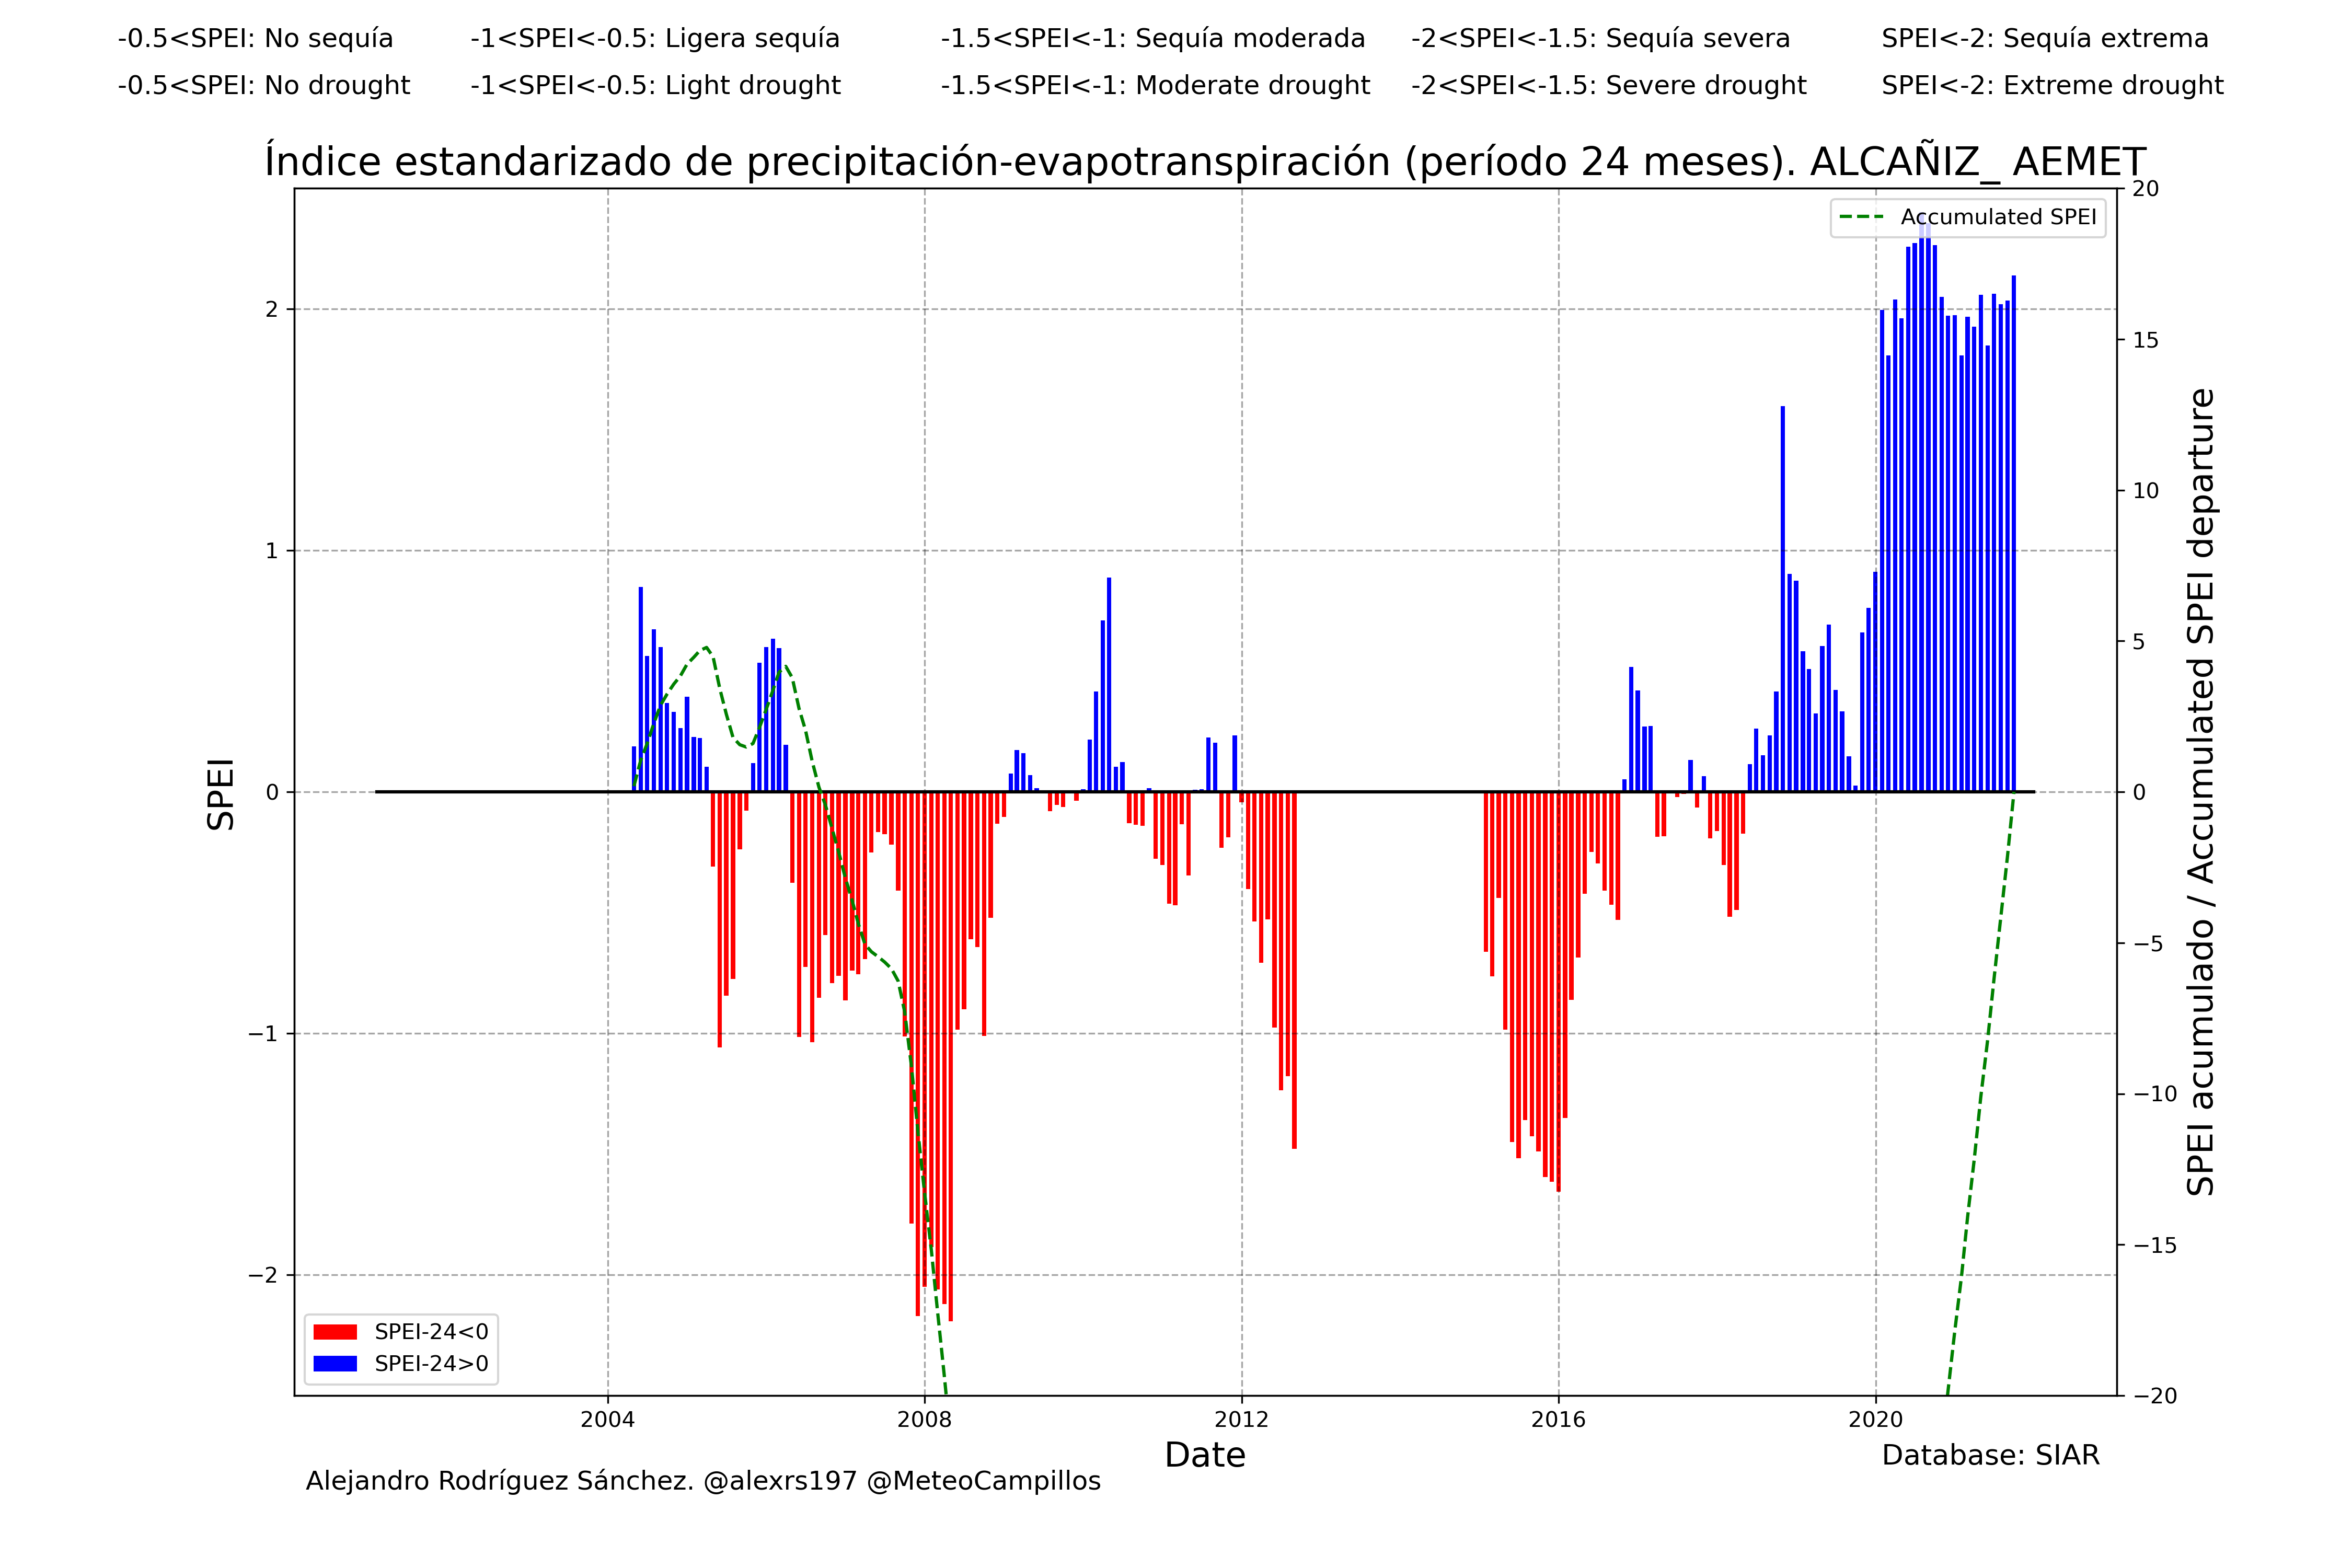 -0.5<SPEI: No sequía -1<SPEI<-0.5: Ligera sequía -1.5<SPEI<-1: Sequía moderada -2<SPEI<-1.5: Sequía severa SPEI<-2: Sequía extrema
-0.5<SPEI: No drought -1<SPEI<-0.5: Light drought -1.5<SPEI<-1: Moderate drought -2<SPEI<-1.5: Severe drought SPEI<-2: Extreme drought
Índice estandarizado de precipitación-evapotranspiración (período 24 meses). ALCAÑIZ_ AEMET
Accumulated SPEI
SPEI
2
1
0
−1
−2
20
15
10
5
0
−5
−10
−15
−20
SPEI acumulado / Accumulated SPEI departure
SPEI-24<0
SPEI-24>0
2004 2008 2012 2016 2020
Date
Database: SIAR
Alejandro Rodríguez Sánchez. @alexrs197 @MeteoCampillos